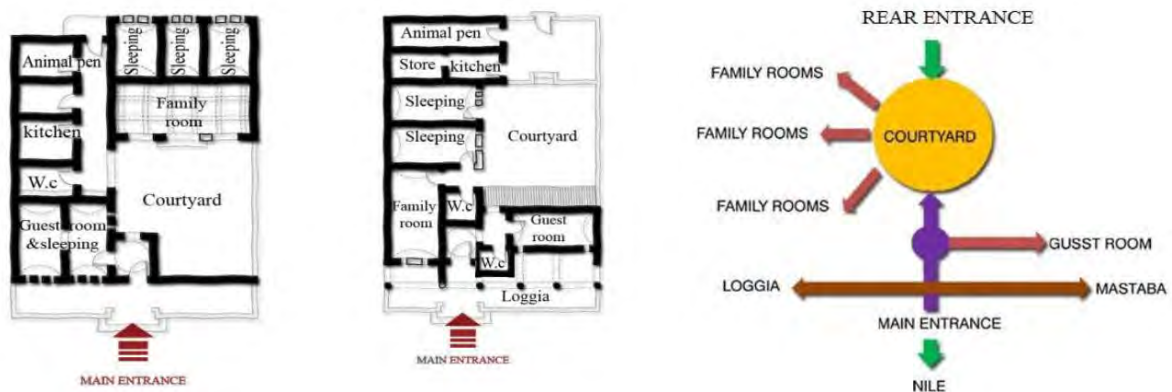 Animal pen
Sleeping
Sleeping
Sleeping
Family
room
kitchen
W.c
Courtyard
Guest room
&sleeping
MAIN ENTRANCE
Animal pen
Store
kitchen
Sleeping
Sleeping
Courtyard
Family
room
W.c
Guest
room
W.c
Loggia
MAIN ENTRANCE
REAR ENTRANCE
FAMILY ROOMS
FAMILY ROOMS
COURTYARD
FAMILY ROOMS
GUSST ROOM
LOGGIA
MASTABA
MAIN ENTRANCE
NILE